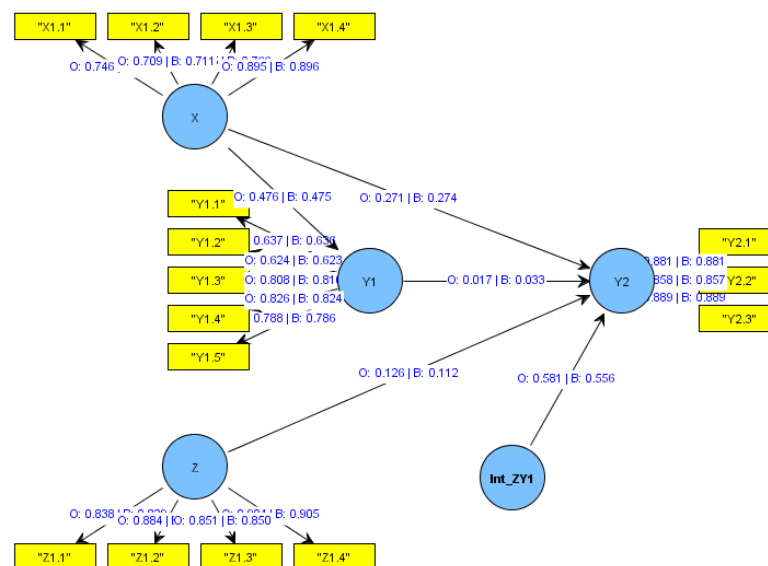 "X1.1" "X1.2" "X1.3" "X1.4"
O: 0.746 O: 0.709 | B: 0.711 O: 0.895 | B: 0.896
X
O: 0.476 | B: 0.475 O: 0.271 | B: 0.274
"Y1.1"
"Y1.2" 0.637 | B: 0.636
O: 0.624 | B: 0.623
"Y1.3" O: 0.808 | B:
O: 0.826 | B: 0.824
"Y1.4" 0.788 | B: 0.786
"Y1.5"
Y1
O: 0.017 | B: 0.033
Y2
.881 | B: 0.881 "Y2.1"
.858 | B: 0.857 "Y2.2"
.889 | B: 0.889 "Y2.3"
O: 0.126 | B: 0.112
O: 0.581 | B: 0.556
Z
Int_ZY1
O: 0.838 O: 0.884 | O: 0.851 | B: 0.850 B: 0.905
"Z1.1" "Z1.2" "Z1.3" "Z1.4"